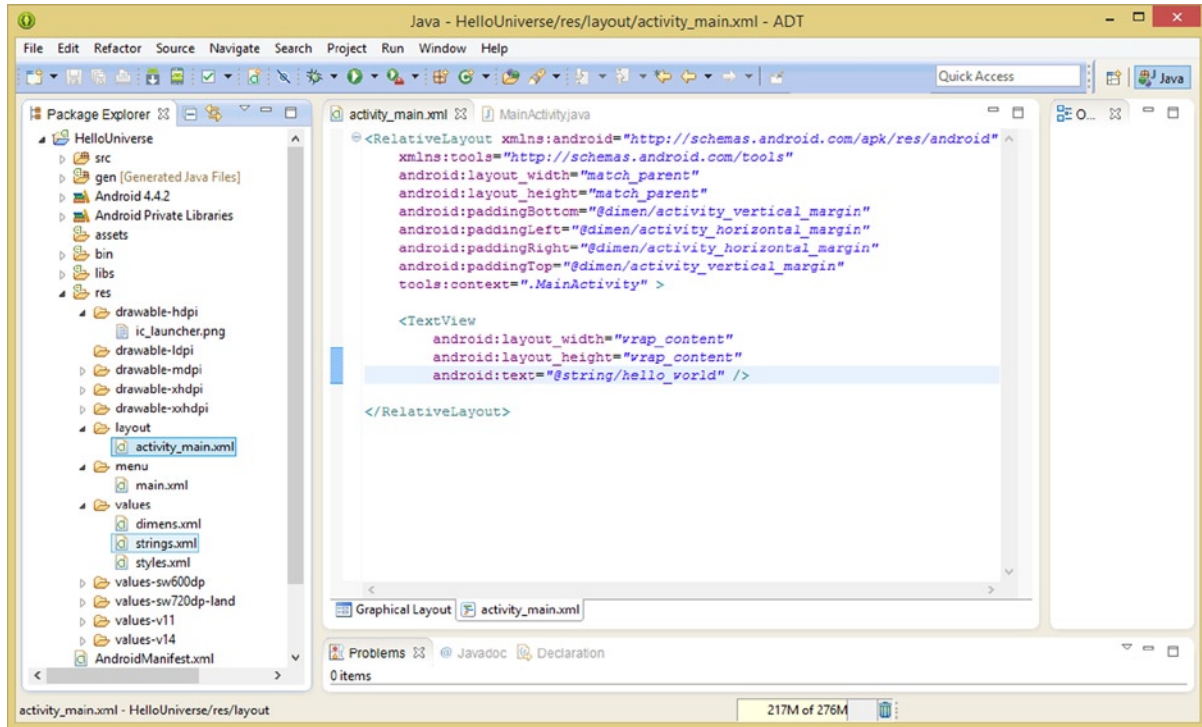 Java - HelloUniverse/res/layout/activity_main.xml - ADT
File Edit Refactor Source Navigate Search Project Run Window Help
Quick Access
Java
Package Explorer
HelloUniverse
src
gen [Generated Java Files]
Android 4.4.2
Android Private Libraries
assets
bin
libs
res
drawable-hdpi
ic_launcher.png
drawable-ldpi
drawable-mdpi
drawable-xhdpi
drawable-xxhdpi
layout
activity_main.xml
menu
main.xml
values
dimens.xml
strings.xml
styles.xml
values-sw600dp
values-sw720dp-land
values-v11
values-v14
AndroidManifest.xml
activity_main.xml MainActivity.java
<RelativeLayout xmlns:android="http://schemas.android.com/apk/res/android"
xmlns:tools="http://schemas.android.com/tools"
android:layout_width="match_parent"
android:layout_height="match_parent"
android:paddingBottom="@dimen/activity_vertical_margin"
android:paddingLeft="@dimen/activity_horizontal_margin"
android:paddingRight="@dimen/activity_horizontal_margin"
android:paddingTop="@dimen/activity_vertical_margin"
tools:context=".MainActivity" >
<TextView
android:layout_width="wrap_content"
android:layout_height="wrap_content"
android:text="@string/hello_world" />
</RelativeLayout>
Graphical Layout activity_main.xml
O...
Problems @ Javadoc Declaration
0 items
activity_main.xml - HelloUniverse/res/layout
217M of 276M